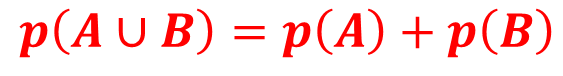 p(A ∪ B) = p(A) + p(B)